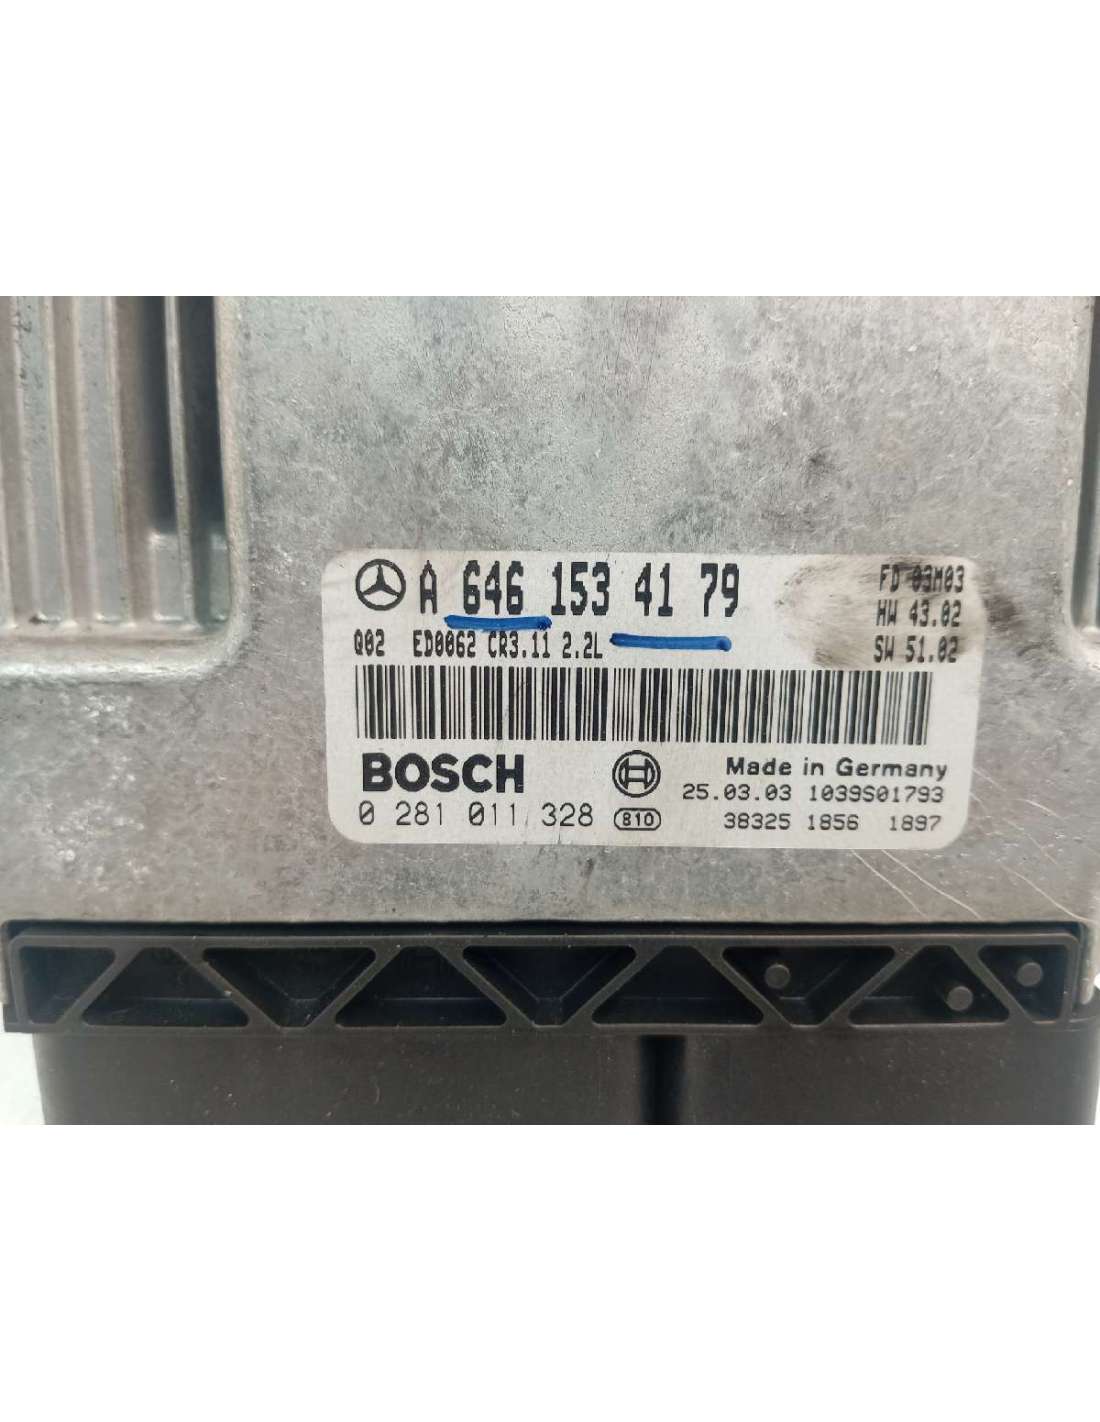 A 646 153 41 79
FD 03M03
HW 43.02
Q02 ED0062 CR3.11 2.2L
SW 51.02
BOSCH
Made in Germany
25.03.03 1039S01793
0 281 011 328 810
38325 1856 1897